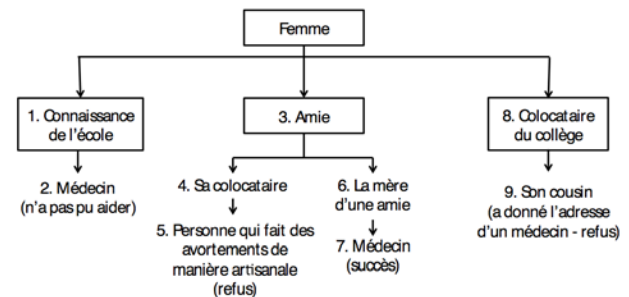 Femme
1. Connaissance
de l'école
2. Médecin
(n'a pas pu aider)
3. Amie
4. Sa colocataire
5. Personne qui fait des
avortements de
manière artisanale
(refus)
6. La mère
d'une amie
7. Médecin
(succès)
8. Colocataire
du collège
9. Son cousin
(a donné l'adresse
d'un médecin - refus)